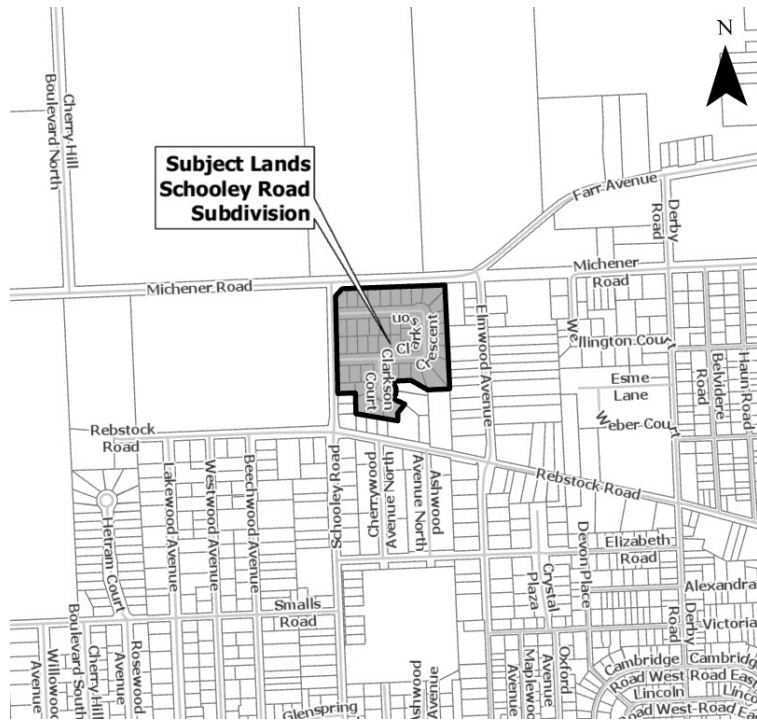 N
Cherry Hill
Boulevard North
Subject Lands
Schooley Road
Subdivision
Farr Avenue
Derby
Road
Michener Road
Michener
Road
Clarkson
Crescent
Clarkson
Court
Elmwood Avenue
Wellington Court
Esme
Lane
Weber Court
Belvidere
Road
Haun Road
Rebstock
Road
Rebstock Road
Lakewood Avenue
Westwood Avenue
Beechwood Avenue
Schooley Road
Cherrywood
Avenue North
Ashwood
Avenue North
Hetram Court
Elizabeth
Road
Devon Place
Crystal
Plaza
Alexandra
Derby
Road
Victoria
Smalls
Road
Willowood
Avenue
Cherry Hill
Boulevard South
Rosewood
Avenue
Glenspring
Ashwood
Avenue
Maplewood
Avenue
Oxford
Avenue
Cambridge
Road West
Cambridge
Road East
Lincoln
Road West
Road